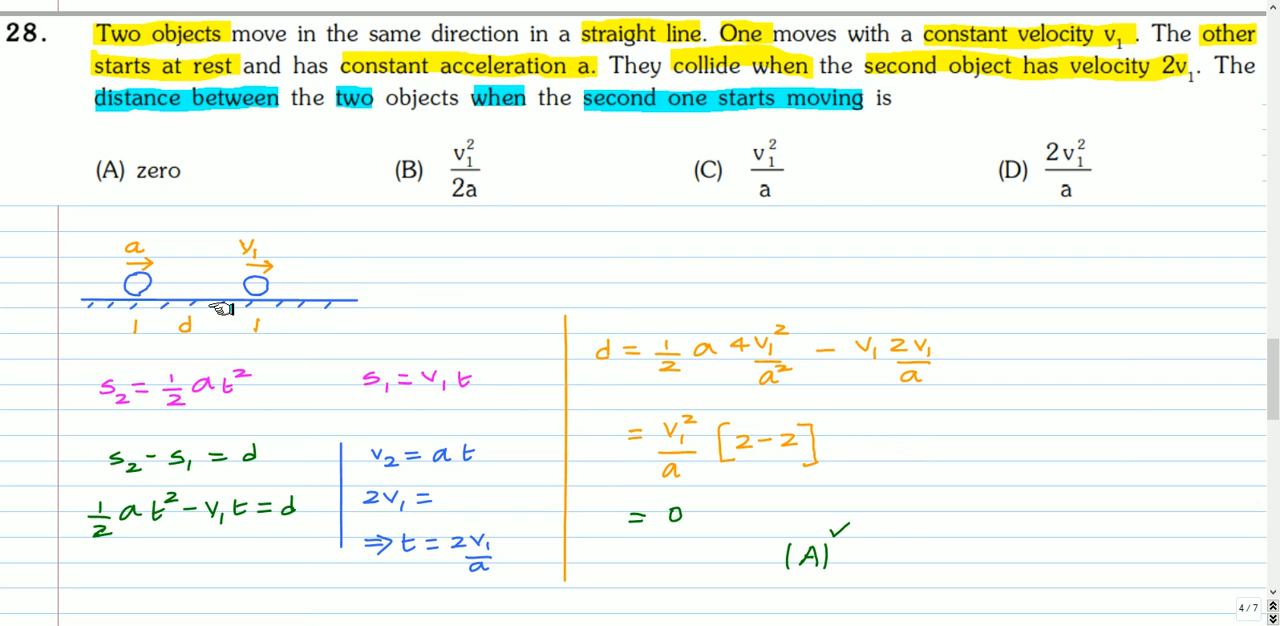 28. Two objects move in the same direction in a straight line. One moves with a constant velocity v₁ . The other
starts at rest and has constant acceleration a. They collide when the second object has velocity 2v₁. The
distance between the two objects when the second one starts moving is
(A) zero (B) v₁²/2a (C) v₁²/a (D) 2v₁²/a
a v₁
d
s₂ = 1/2 at² s₁ = v₁t
s₂ - s₁ = d
1/2 at² - v₁t = d
v₂ = at
2v₁ =
⇒ t = 2v₁/a
d = 1/2 a 4v₁²/a² - v₁ 2v₁/a
= v₁²/a [2-2]
= 0
(A) ✓
4 / 7